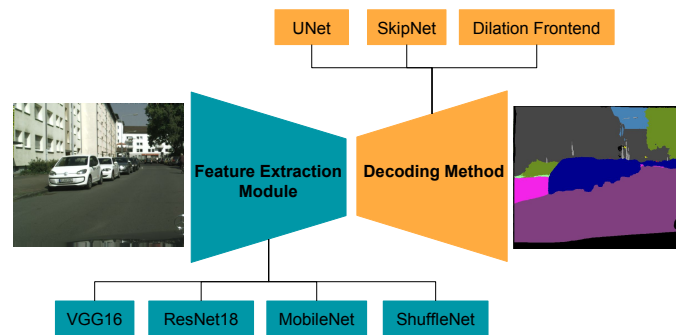 UNet
SkipNet
Dilation Frontend
Feature Extraction
Module
Decoding Method
VGG16
ResNet18
MobileNet
ShuffleNet